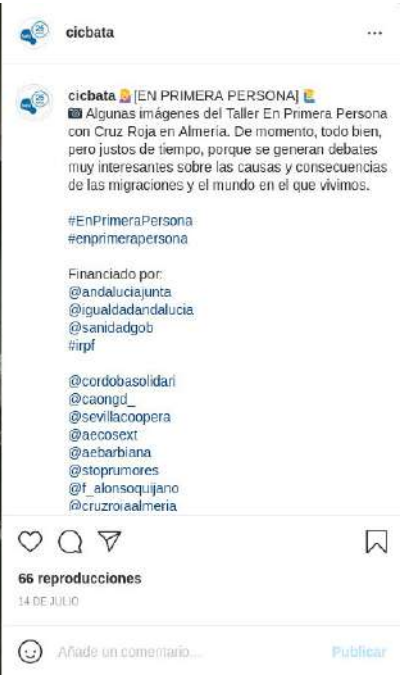 cicbata
cicbata [EN PRIMERA PERSONA]
Algunas imágenes del Taller En Primera Persona
con Cruz Roja en Almería. De momento, todo bien,
pero justos de tiempo, porque se generan debates
muy interesantes sobre las causas y consecuencias
de las migraciones y el mundo en el que vivimos.
#EnPrimeraPersona
#enprimerapersona
Financiado por:
@andaluciajunta
@igualdadandalucia
@sanidadgob
#irpf
@cordobasolidari
@caongd_
@sevillacoopera
@aecosext
@aebarbiana
@stoprumores
@f_alonsoquijano
@cruzrojaalmeria
66 reproducciones
14 DE JULIO
Añade un comentario...
Publicar